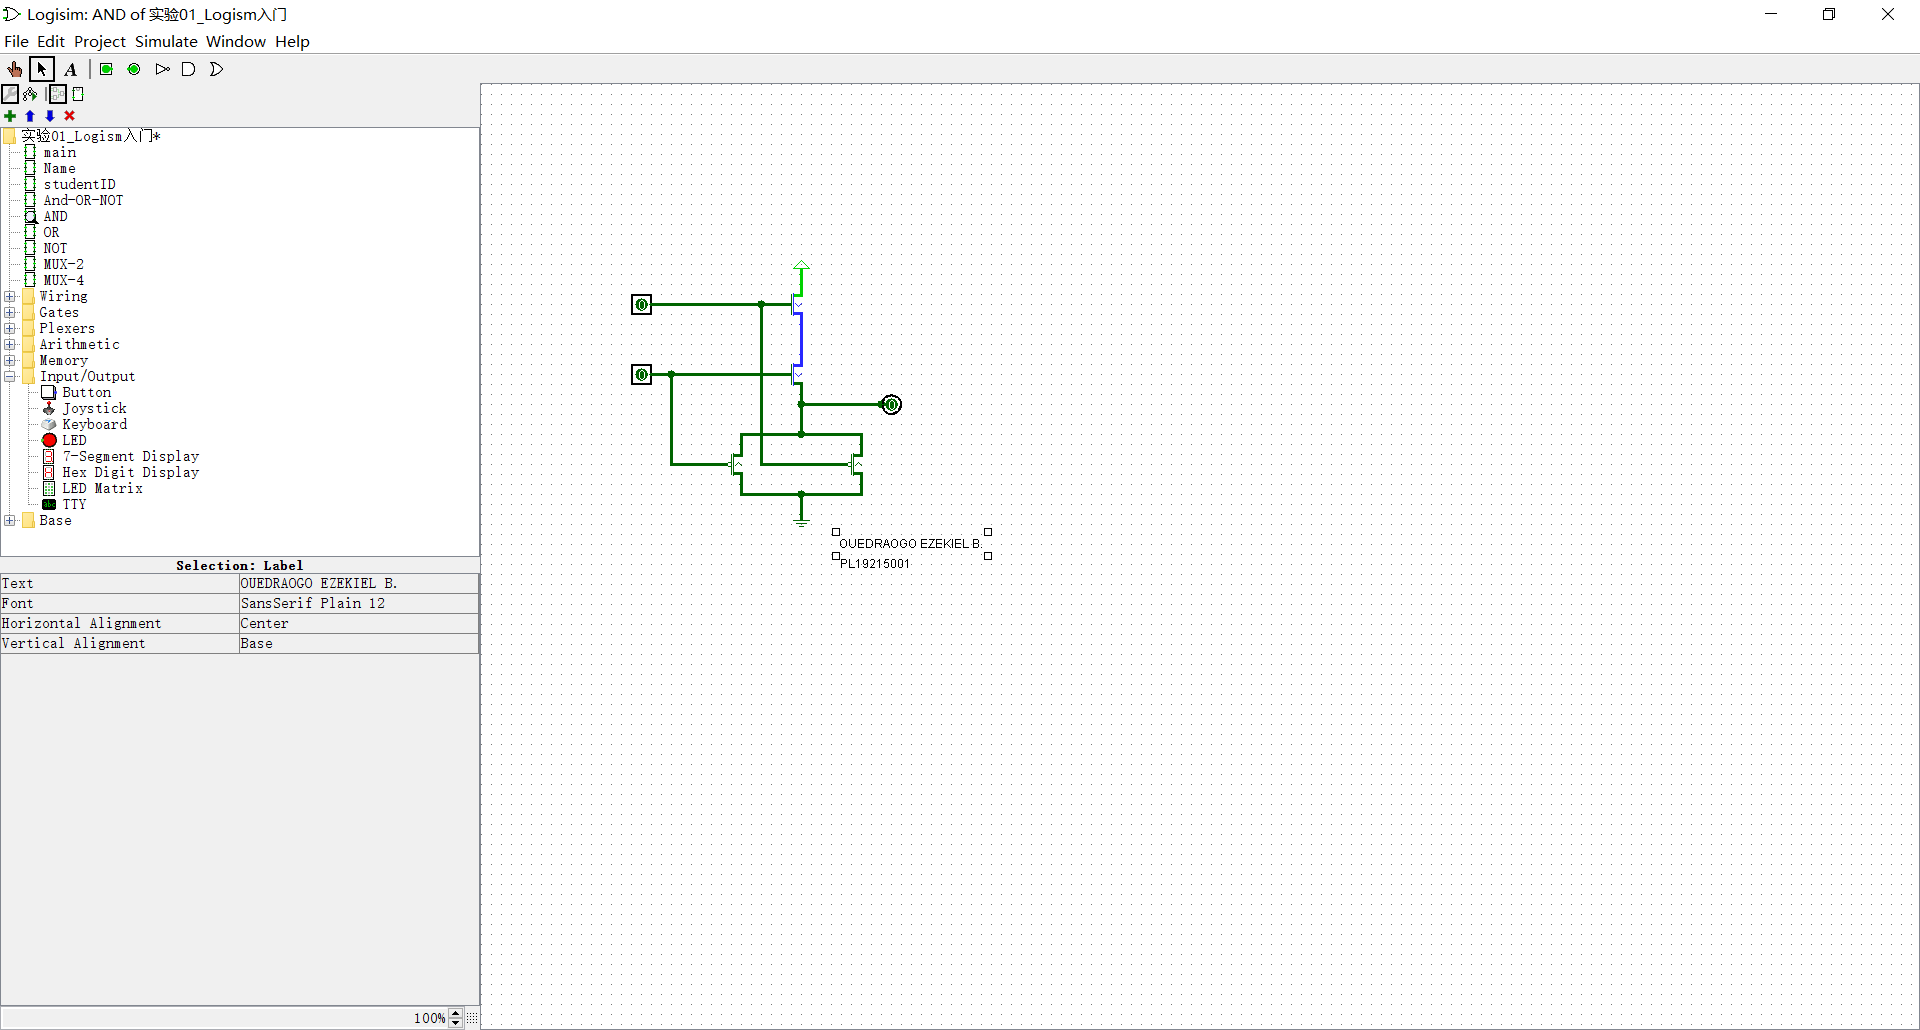 Logisim: AND of 实验01_Logism入门
File Edit Project Simulate Window Help
A
实验01_Logism入门*
main
Name
studentID
And-OR-NOT
AND
OR
NOT
MUX-2
MUX-4
Wiring
Gates
Plexers
Arithmetic
Memory
Input/Output
Button
Joystick
Keyboard
LED
7-Segment Display
Hex Digit Display
LED Matrix
TTY
Base
Selection: Label
Text OUEDRAOGO EZEKIEL B.
Font SansSerif Plain 12
Horizontal Alignment Center
Vertical Alignment Base
100%
0
0
0
OUEDRAOGO EZEKIEL B.
PL19215001